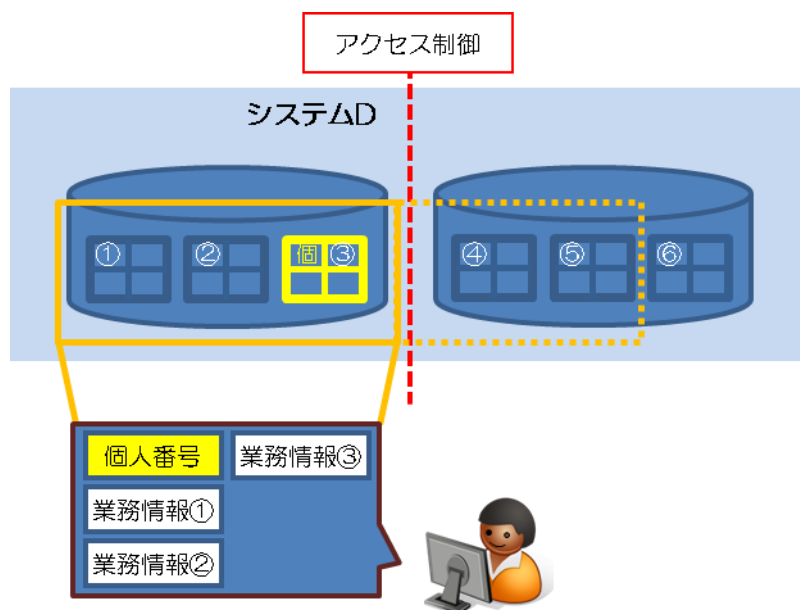 アクセス制御
システムD
①
②
個 ③
④
⑤
⑥
個人番号
業務情報③
業務情報①
業務情報②